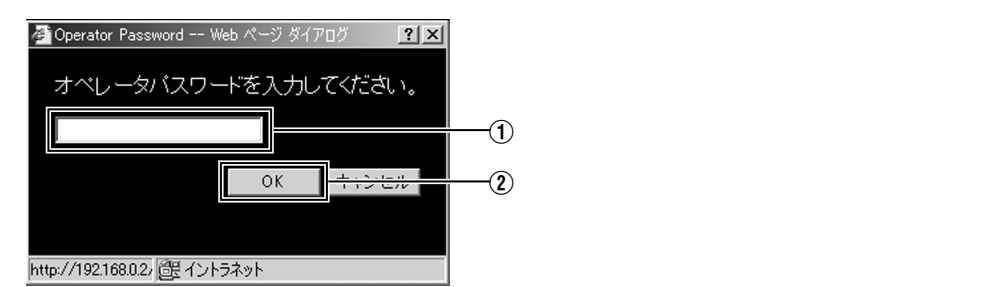 Operator Password -- Web ページ ダイアログ
オペレータパスワードを入力してください。
①
OK キャンセル
②
http://192.168.0.2/ イントラネット